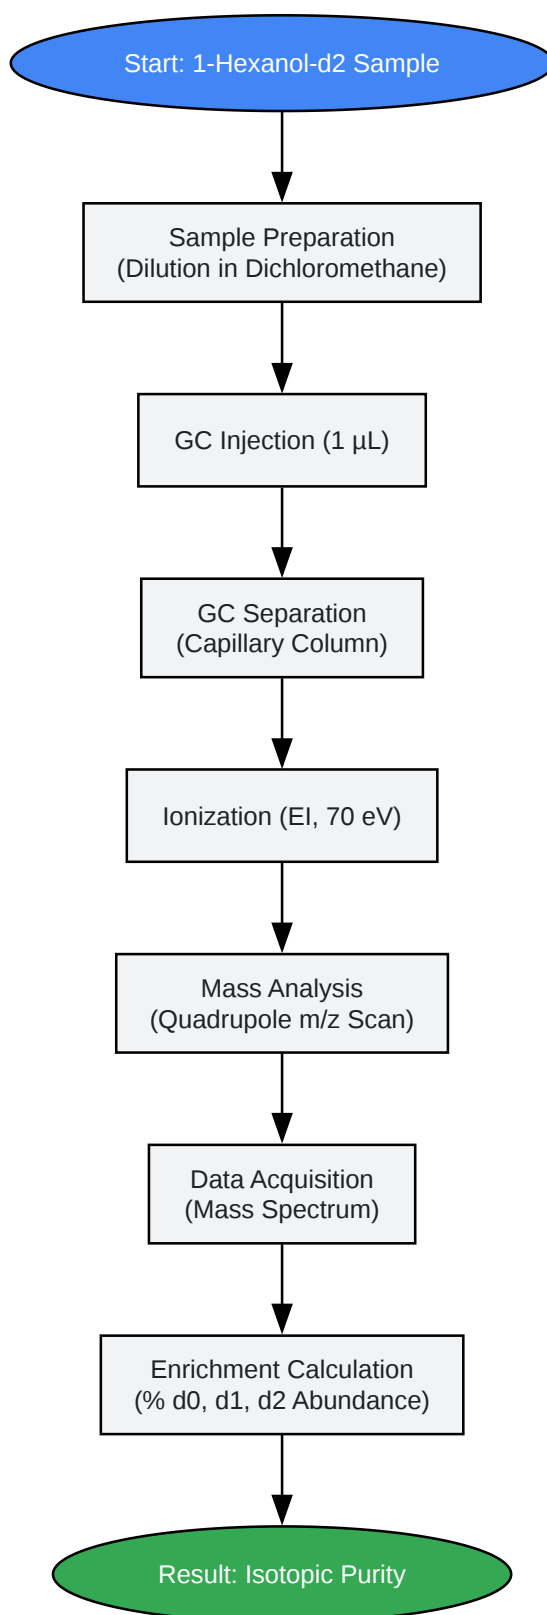 Start: 1-Hexanol-d2 Sample
Sample Preparation
(Dilution in Dichloromethane)
GC Injection (1 µL)
GC Separation
(Capillary Column)
Ionization (EI, 70 eV)
Mass Analysis
(Quadrupole m/z Scan)
Data Acquisition
(Mass Spectrum)
Enrichment Calculation
(% d0, d1, d2 Abundance)
Result: Isotopic Purity